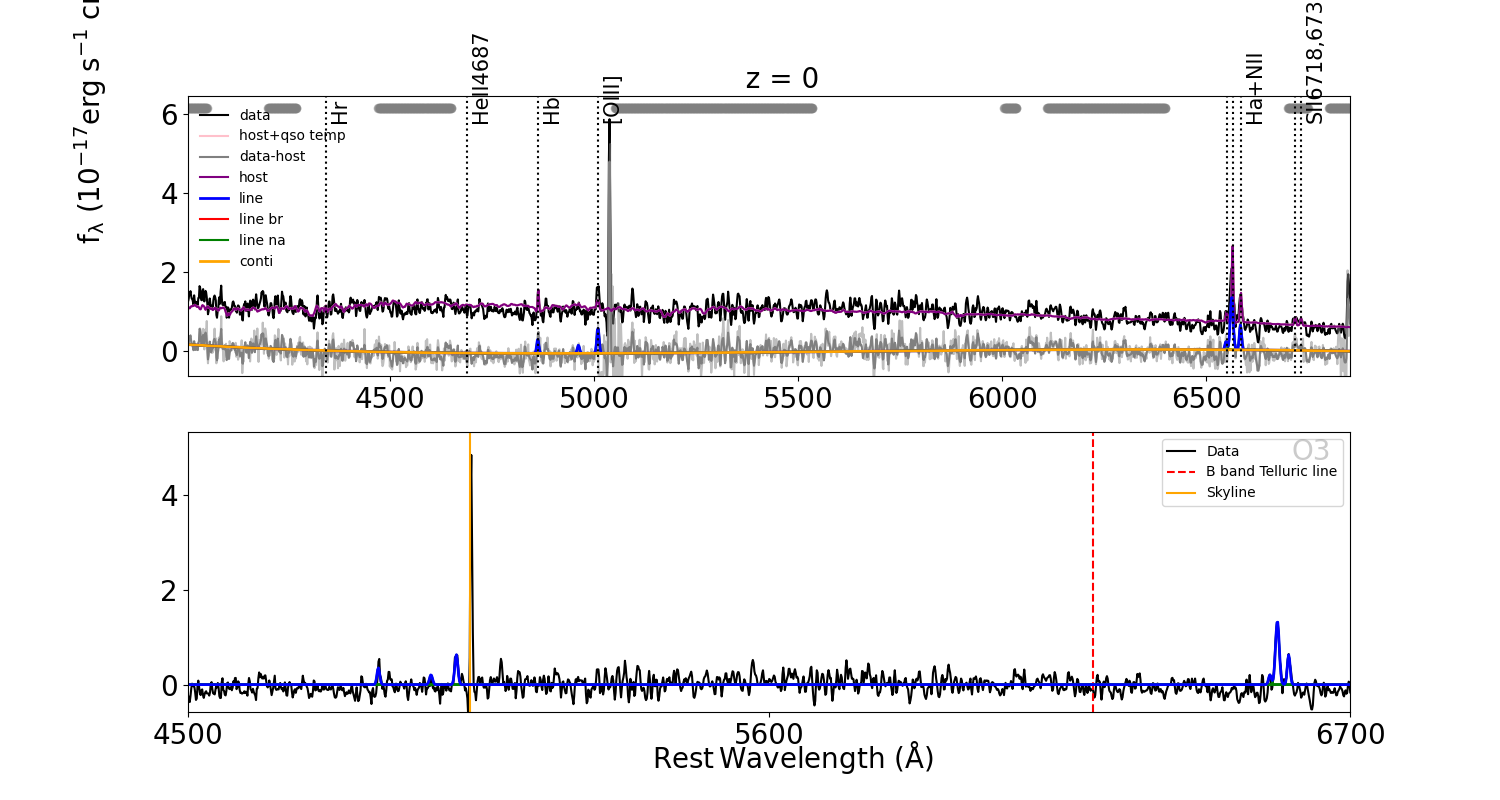 z = 0
fλ (10−17erg s−1 c
Hr
HeII4687
Hb
[OIII]
Ha+NII
SII6718,673
data
host+qso temp
data-host
host
line
line br
line na
conti
6
4
2
0
4500
5000
5500
6000
6500
O3
Data
B band Telluric line
Skyline
4
2
0
4500
5600
6700
Rest Wavelength (Å)